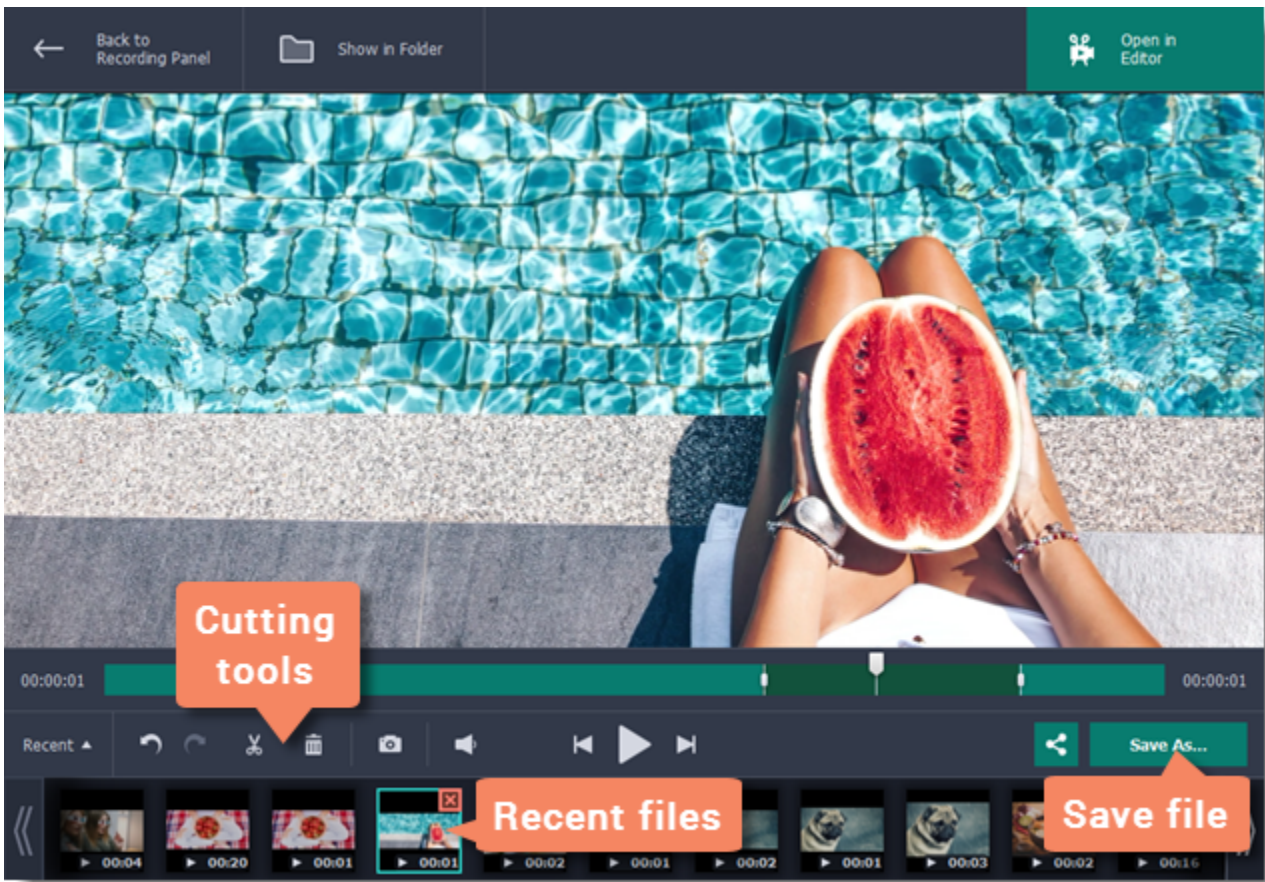 Back to
Recording Panel
Show in Folder
Open in
Editor
Cutting
tools
00:00:01
00:00:01
Recent
Save As...
Recent files
Save file
00:04
00:20
00:01
00:01
00:02
00:01
00:02
00:01
00:03
00:02
00:16